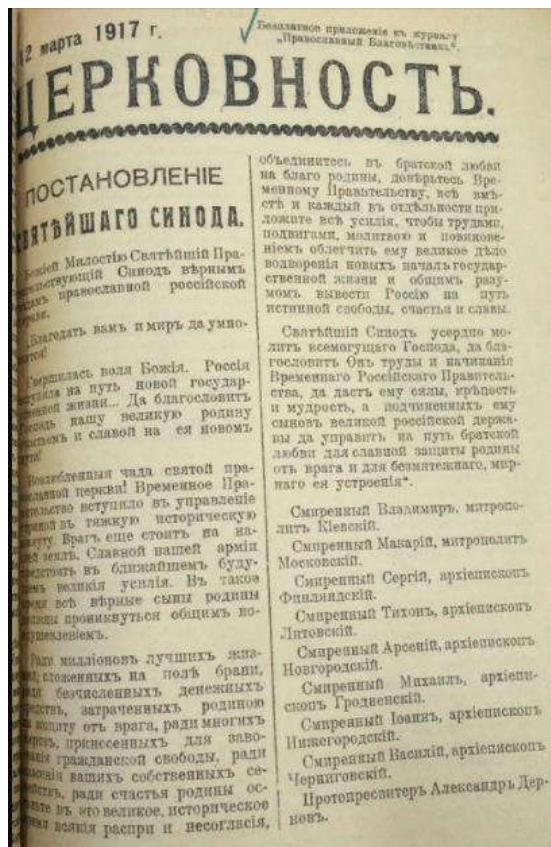 12 марта 1917 г.
Безплатное приложеніе къ журналу
„Православный Благовѣстникъ“.
ЦЕРКОВНОСТЬ.
ПОСТАНОВЛЕНІЕ
СВЯТѢЙШАГО СИНОДА.
Божіей Милостію Святѣйшій Пра-
вительствующій Синодъ вѣрнымъ
чадамъ православной россійской
церкви.
„Благодать вамъ и миръ да умно-
жится!
Свершилась воля Божія. Россія
вступила на путь новой государ-
ственной жизни... Да благословитъ
Господь нашу великую родину
счастьемъ и славой на ея новомъ
пути!
Возлюбленныя чада святой пра-
вославной церкви! Временное Пра-
вительство вступило въ управленіе
страной въ тяжкую историческую
минуту. Врагъ еще стоитъ на на-
шей землѣ. Славной нашей арміи
предстоятъ въ ближайшемъ буду-
щемъ великія усилія. Въ такое
время всѣ вѣрные сыны родины
должны проникнуться общимъ во-
одушевленіемъ.
Ради милліоновъ лучшихъ жиз-
ней, сложенныхъ на полѣ брани,
ради безчисленныхъ денежныхъ
средствъ, затраченныхъ родиною
на защиту отъ врага, ради многихъ
жертвъ, принесенныхъ для заво-
еванія гражданской свободы, ради
спасенія вашихъ собственныхъ се-
мействъ, ради счастья родины ос-
тавьте въ это великое, историческое
время всякія распри и несогласія,
объединитесь въ братской любви
на благо родины, довѣрьтесь Вре-
менному Правительству, всѣ вмѣ-
стѣ и каждый въ отдѣльности при-
ложите всѣ усилія, чтобы трудами,
подвигами, молитвою и повинове-
ніемъ облегчить ему великое дѣло
водворенія новыхъ началъ государ-
ственной жизни и общимъ разу-
момъ вывести Россію на путь
истинной свободы, счастья и славы.
Святѣйшій Синодъ усердно мо-
литъ всемогущаго Господа, да бла-
гословитъ Онъ труды и начинанія
Временнаго Россійскаго Правитель-
ства, да дастъ ему силы, крѣпость
и мудрость, а подчиненныхъ ему
сыновъ великой россійской держа-
вы да управитъ на путь братской
любви для славной защиты родины
отъ врага и для безмятежнаго, мир-
наго ея устроенія“.
Смиренный Владимиръ, митропо-
литъ Кіевскій.
Смиренный Макарій, митрополитъ
Московскій.
Смиренный Сергій, архіепископъ
Финляндскій.
Смиренный Тихонъ, архіепископъ
Литовскій.
Смиренный Арсеній, архіепископъ
Новгородскій.
Смиренный Михаилъ, архіепи-
скопъ Гродненскій.
Смиренный Іоаннъ, архіепископъ
Нижегородскій.
Смиренный Василій, архіепископъ
Черниговскій.
Протопресвитеръ Александръ Дер-
новъ.